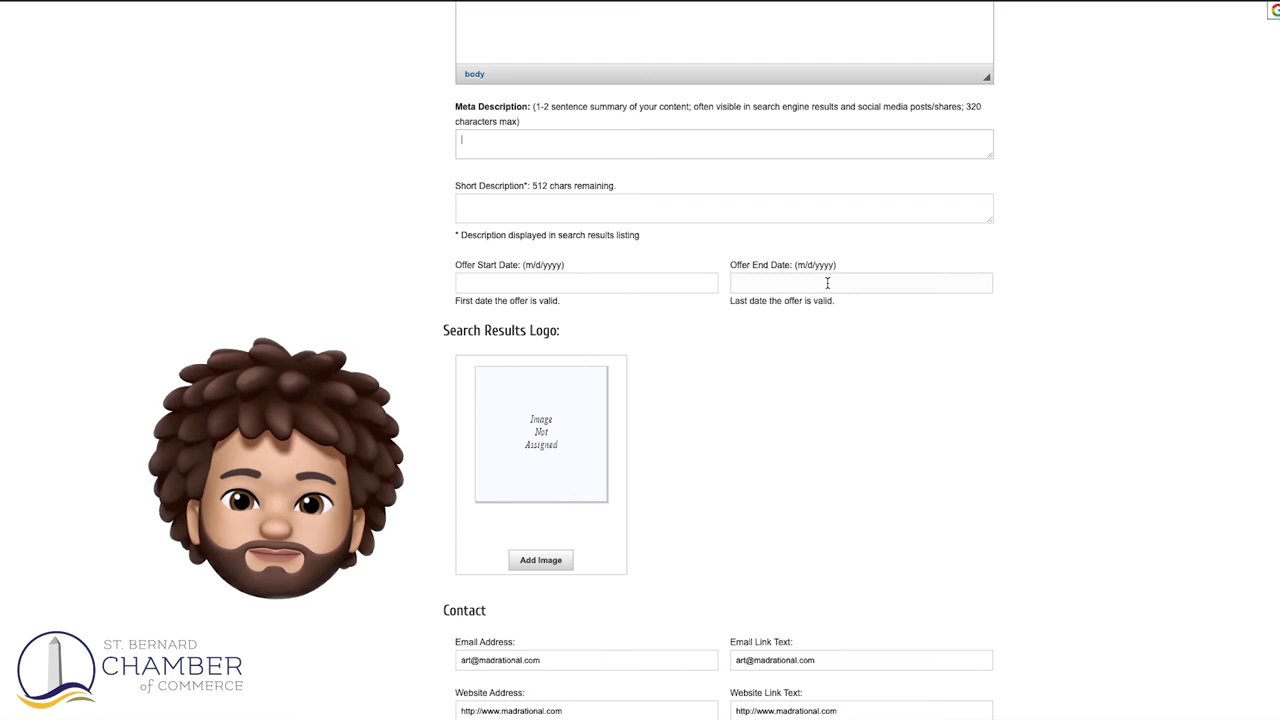 body
Meta Description: (1-2 sentence summary of your content; often visible in search engine results and social media posts/shares; 320
characters max)
Short Description*: 512 chars remaining.
* Description displayed in search results listing
Offer Start Date: (m/d/yyyy)
Offer End Date: (m/d/yyyy)
First date the offer is valid.
Last date the offer is valid.
Search Results Logo:
Image
Not
Assigned
Add Image
Contact
Email Address:
Email Link Text:
art@madrational.com
art@madrational.com
Website Address:
Website Link Text:
http://www.madrational.com
http://www.madrational.com
ST. BERNARD
CHAMBER
of COMMERCE